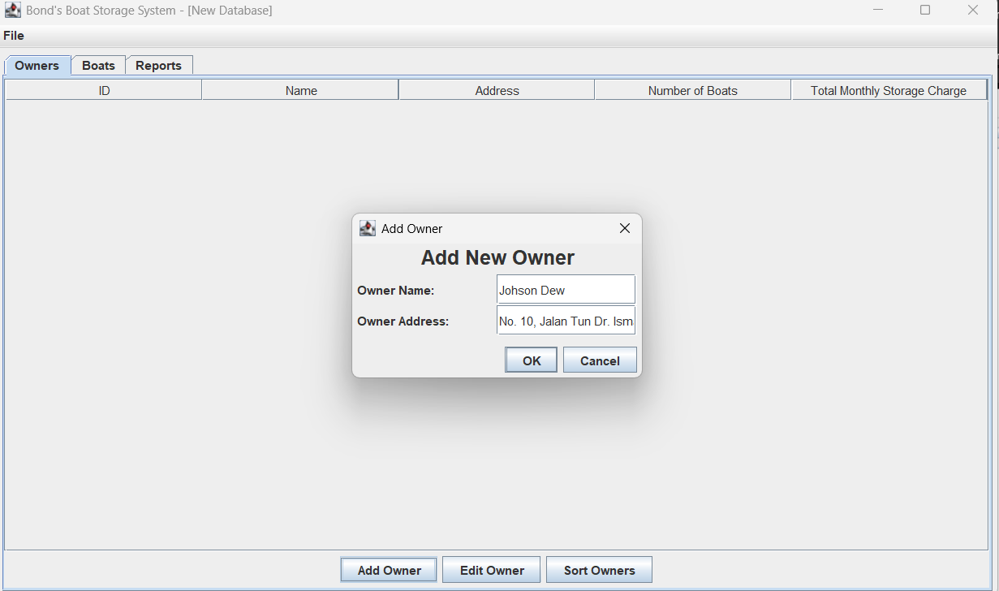 Bond's Boat Storage System - [New Database]
File
Owners Boats Reports
ID Name Address Number of Boats Total Monthly Storage Charge
Add Owner
Add New Owner
Owner Name: Johson Dew
Owner Address: No. 10, Jalan Tun Dr. Ism
OK Cancel
Add Owner Edit Owner Sort Owners